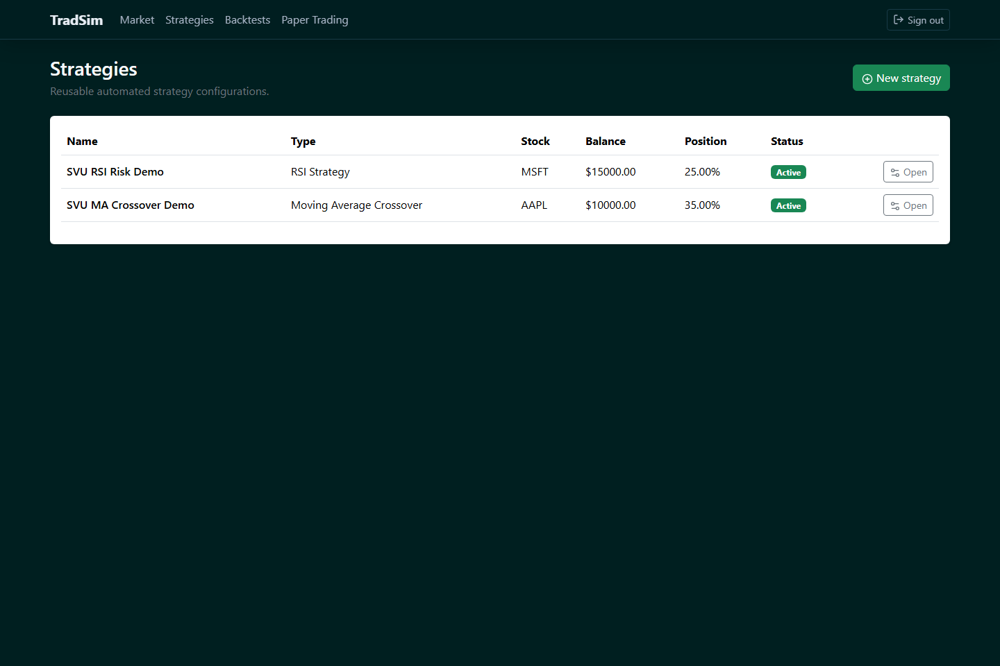 TradSim Market Strategies Backtests Paper Trading Sign out
Strategies
Reusable automated strategy configurations.
New strategy
Name Type Stock Balance Position Status
SVU RSI Risk Demo RSI Strategy MSFT $15000.00 25.00% Active Open
SVU MA Crossover Demo Moving Average Crossover AAPL $10000.00 35.00% Active Open